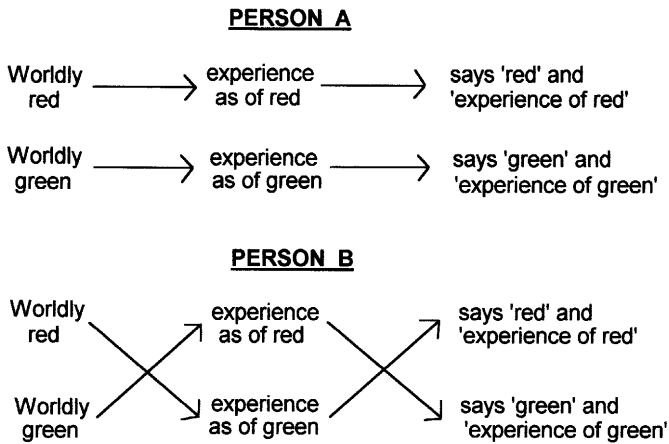 PERSON A
Worldly red
experience as of red
says 'red' and 'experience of red'
Worldly green
experience as of green
says 'green' and 'experience of green'
PERSON B
Worldly red
experience as of red
says 'red' and 'experience of red'
Worldly green
experience as of green
says 'green' and 'experience of green'